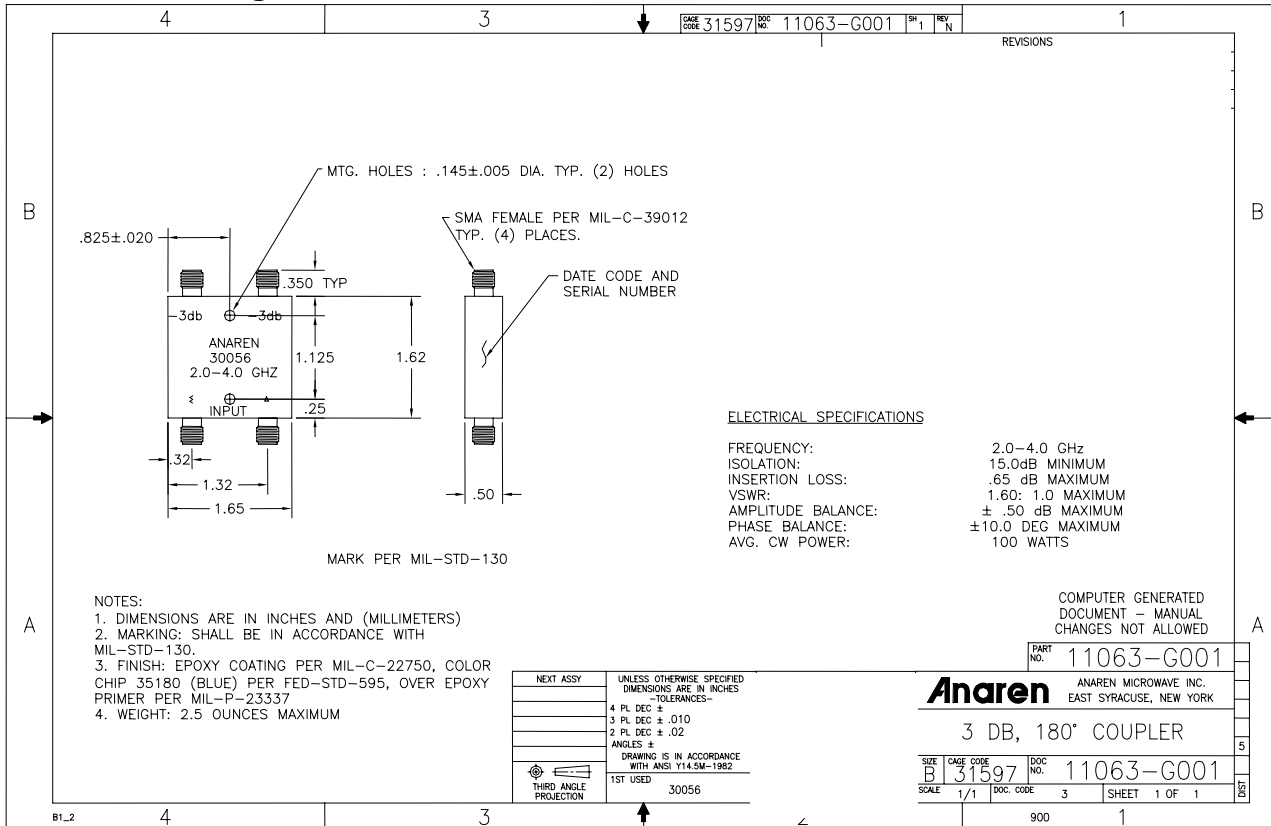 4
3
1
CAGE CODE 31597 DOC NO. 11063-G001 SH 1 REV N
REVISIONS
B
B
MTG. HOLES : .145±.005 DIA. TYP. (2) HOLES
SMA FEMALE PER MIL-C-39012
TYP. (4) PLACES.
.825±.020
.350 TYP
DATE CODE AND
SERIAL NUMBER
-3db
-3db
ANAREN
30056
2.0-4.0 GHZ
1.125
1.62
INPUT
.25
.32
1.32
1.65
.50
ELECTRICAL SPECIFICATIONS
FREQUENCY: 2.0-4.0 GHz
ISOLATION: 15.0dB MINIMUM
INSERTION LOSS: .65 dB MAXIMUM
VSWR: 1.60: 1.0 MAXIMUM
AMPLITUDE BALANCE: ± .50 dB MAXIMUM
PHASE BALANCE: ±10.0 DEG MAXIMUM
AVG. CW POWER: 100 WATTS
MARK PER MIL-STD-130
NOTES:
1. DIMENSIONS ARE IN INCHES AND (MILLIMETERS)
2. MARKING: SHALL BE IN ACCORDANCE WITH
MIL-STD-130.
3. FINISH: EPOXY COATING PER MIL-C-22750, COLOR
CHIP 35180 (BLUE) PER FED-STD-595, OVER EPOXY
PRIMER PER MIL-P-23337
4. WEIGHT: 2.5 OUNCES MAXIMUM
A
A
COMPUTER GENERATED
DOCUMENT - MANUAL
CHANGES NOT ALLOWED
PART NO. 11063-G001
NEXT ASSY
UNLESS OTHERWISE SPECIFIED
DIMENSIONS ARE IN INCHES
-TOLERANCES-
4 PL DEC ±
3 PL DEC ± .010
2 PL DEC ± .02
ANGLES ±
DRAWING IS IN ACCORDANCE
WITH ANSI Y14.5M-1982
1ST USED
30056
THIRD ANGLE
PROJECTION
Anaren
ANAREN MICROWAVE INC.
EAST SYRACUSE, NEW YORK
3 DB, 180° COUPLER
SIZE B CAGE CODE 31597 DOC NO. 11063-G001
SCALE 1/1 DOC. CODE 3 SHEET 1 OF 1
5
DIST
B1_2
4
3
900
1